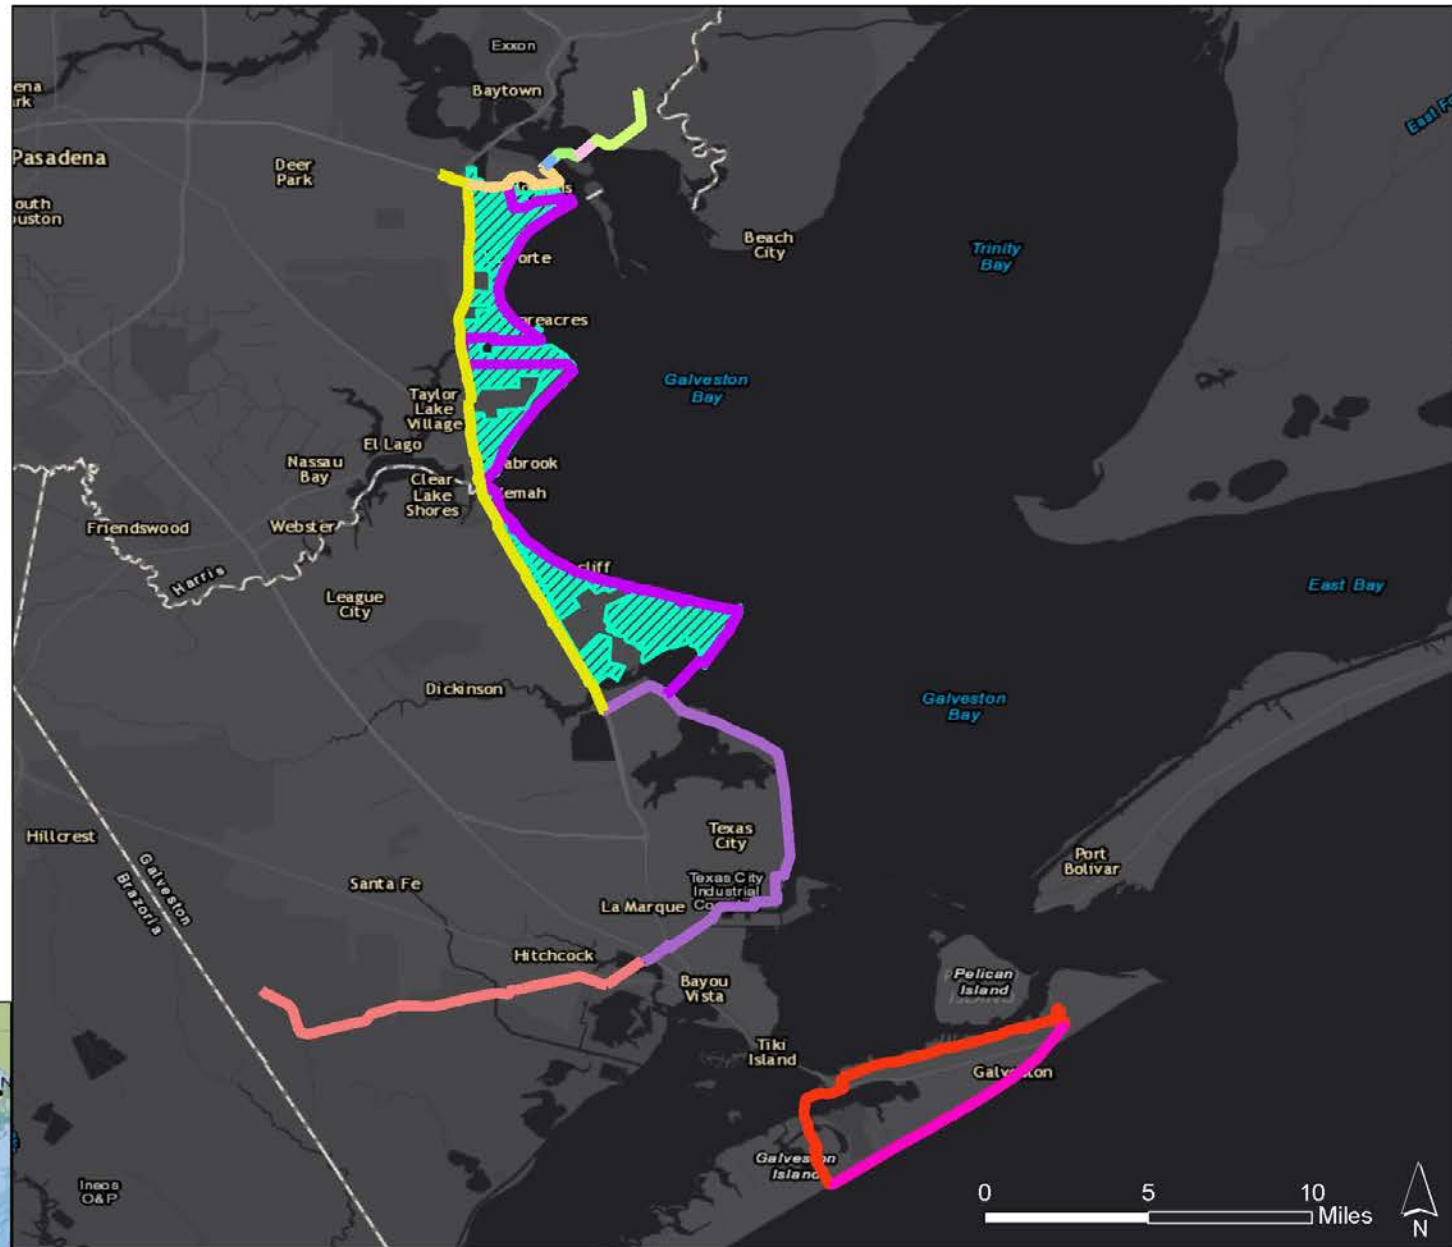 Exxon
Baytown
Pasadena
Deer
Park
Beach
City
Trinity
Bay
Galveston
Bay
Taylor
Lake
Village
El Lago
Nassau
Bay
Clear
Lake
Shores
Friendswood
Webster
Harris
League
City
East Bay
Dickinson
Galveston
Bay
Hillcrest
Galveston
Brazoria
Texas
City
Port
Bolivar
Santa Fe
Texas City
Industrial
La Marque
Hitchcock
Bayou
Vista
Pelican
Island
Tiki
Island
Galveston
Galveston
Island
Ineos
O&P
0 5 10
Miles
N